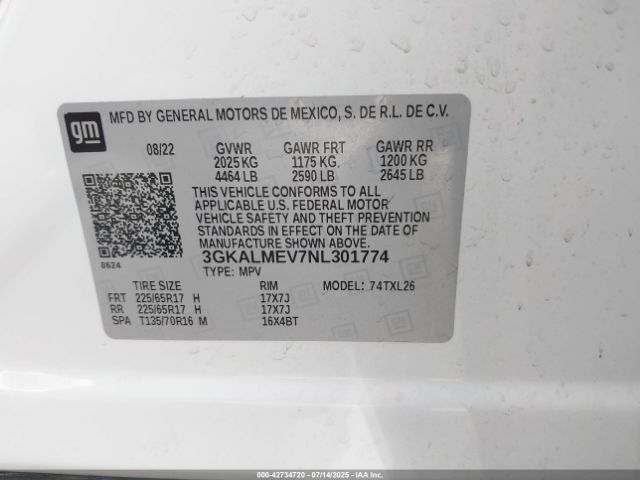 gm
MFD BY GENERAL MOTORS DE MEXICO, S. DE R.L. DE C.V.
08/22 GVWR GAWR FRT GAWR RR
2025 KG 1175 KG. 1200 KG
4464 LB 2590 LB 2645 LB
THIS VEHICLE CONFORMS TO ALL
APPLICABLE U.S. FEDERAL MOTOR
VEHICLE SAFETY AND THEFT PREVENTION
STANDARDS IN EFFECT ON THE DATE OF
MANUFACTURE SHOWN ABOVE.
8624
3GKALMEV7NL301774
TYPE: MPV
TIRE SIZE RIM MODEL: 74TXL26
FRT 225/65R17 H 17X7J
RR 225/65R17 H 17X7J
SPA T135/70R16 M 16X4BT
000-42734720 07/14/2025 IAAI.COM